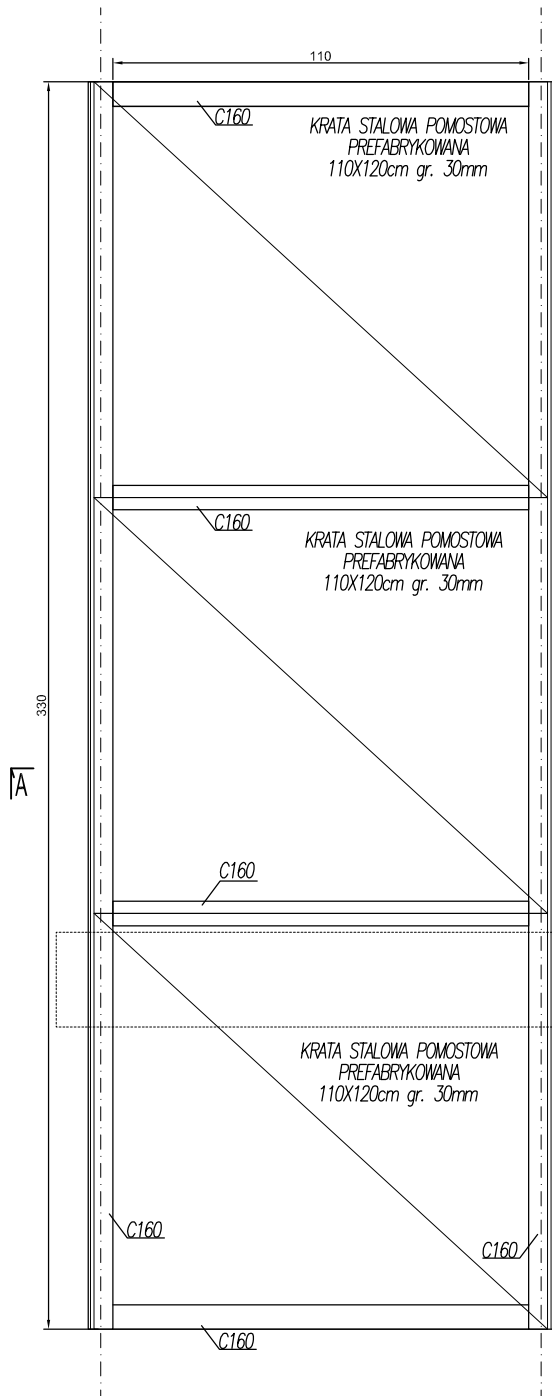 110
C160
KRATA STALOWA POMOSTOWA
PREFABRYKOWANA
110X120cm gr. 30mm
C160
KRATA STALOWA POMOSTOWA
PREFABRYKOWANA
110X120cm gr. 30mm
330
A
C160
KRATA STALOWA POMOSTOWA
PREFABRYKOWANA
110X120cm gr. 30mm
C160
C160
C160